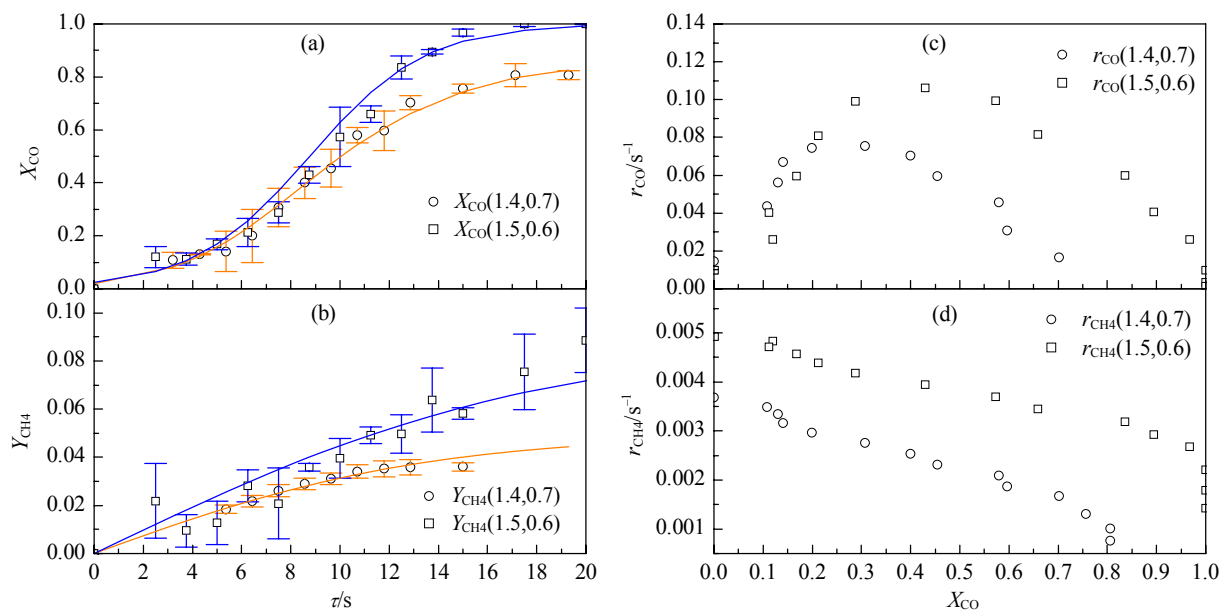 1.0
0.8
0.6
0.4
0.2
0.0
X_CO
(a)
X_CO(1.4,0.7)
X_CO(1.5,0.6)
0.10
0.08
0.06
0.04
0.02
0.00
Y_CH4
(b)
Y_CH4(1.4,0.7)
Y_CH4(1.5,0.6)
0 2 4 6 8 10 12 14 16 18 20
τ/s
0.14
0.12
0.10
0.08
0.06
0.04
0.02
0.00
r_CO/s⁻¹
(c)
r_CO(1.4,0.7)
r_CO(1.5,0.6)
0.005
0.004
0.003
0.002
0.001
r_CH4/s⁻¹
(d)
r_CH4(1.4,0.7)
r_CH4(1.5,0.6)
0.0 0.1 0.2 0.3 0.4 0.5 0.6 0.7 0.8 0.9 1.0
X_CO